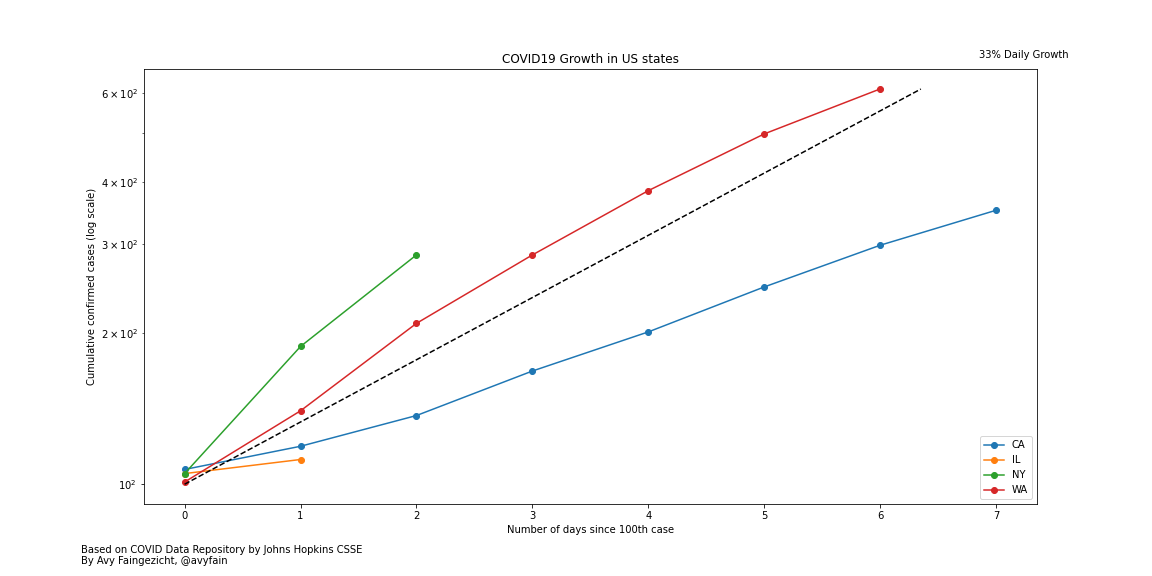 COVID19 Growth in US states
33% Daily Growth
Cumulative confirmed cases (log scale)
6 × 10²
4 × 10²
3 × 10²
2 × 10²
10²
0 1 2 3 4 5 6 7
Number of days since 100th case
CA
IL
NY
WA
Based on COVID Data Repository by Johns Hopkins CSSE
By Avy Faingezicht, @avyfain